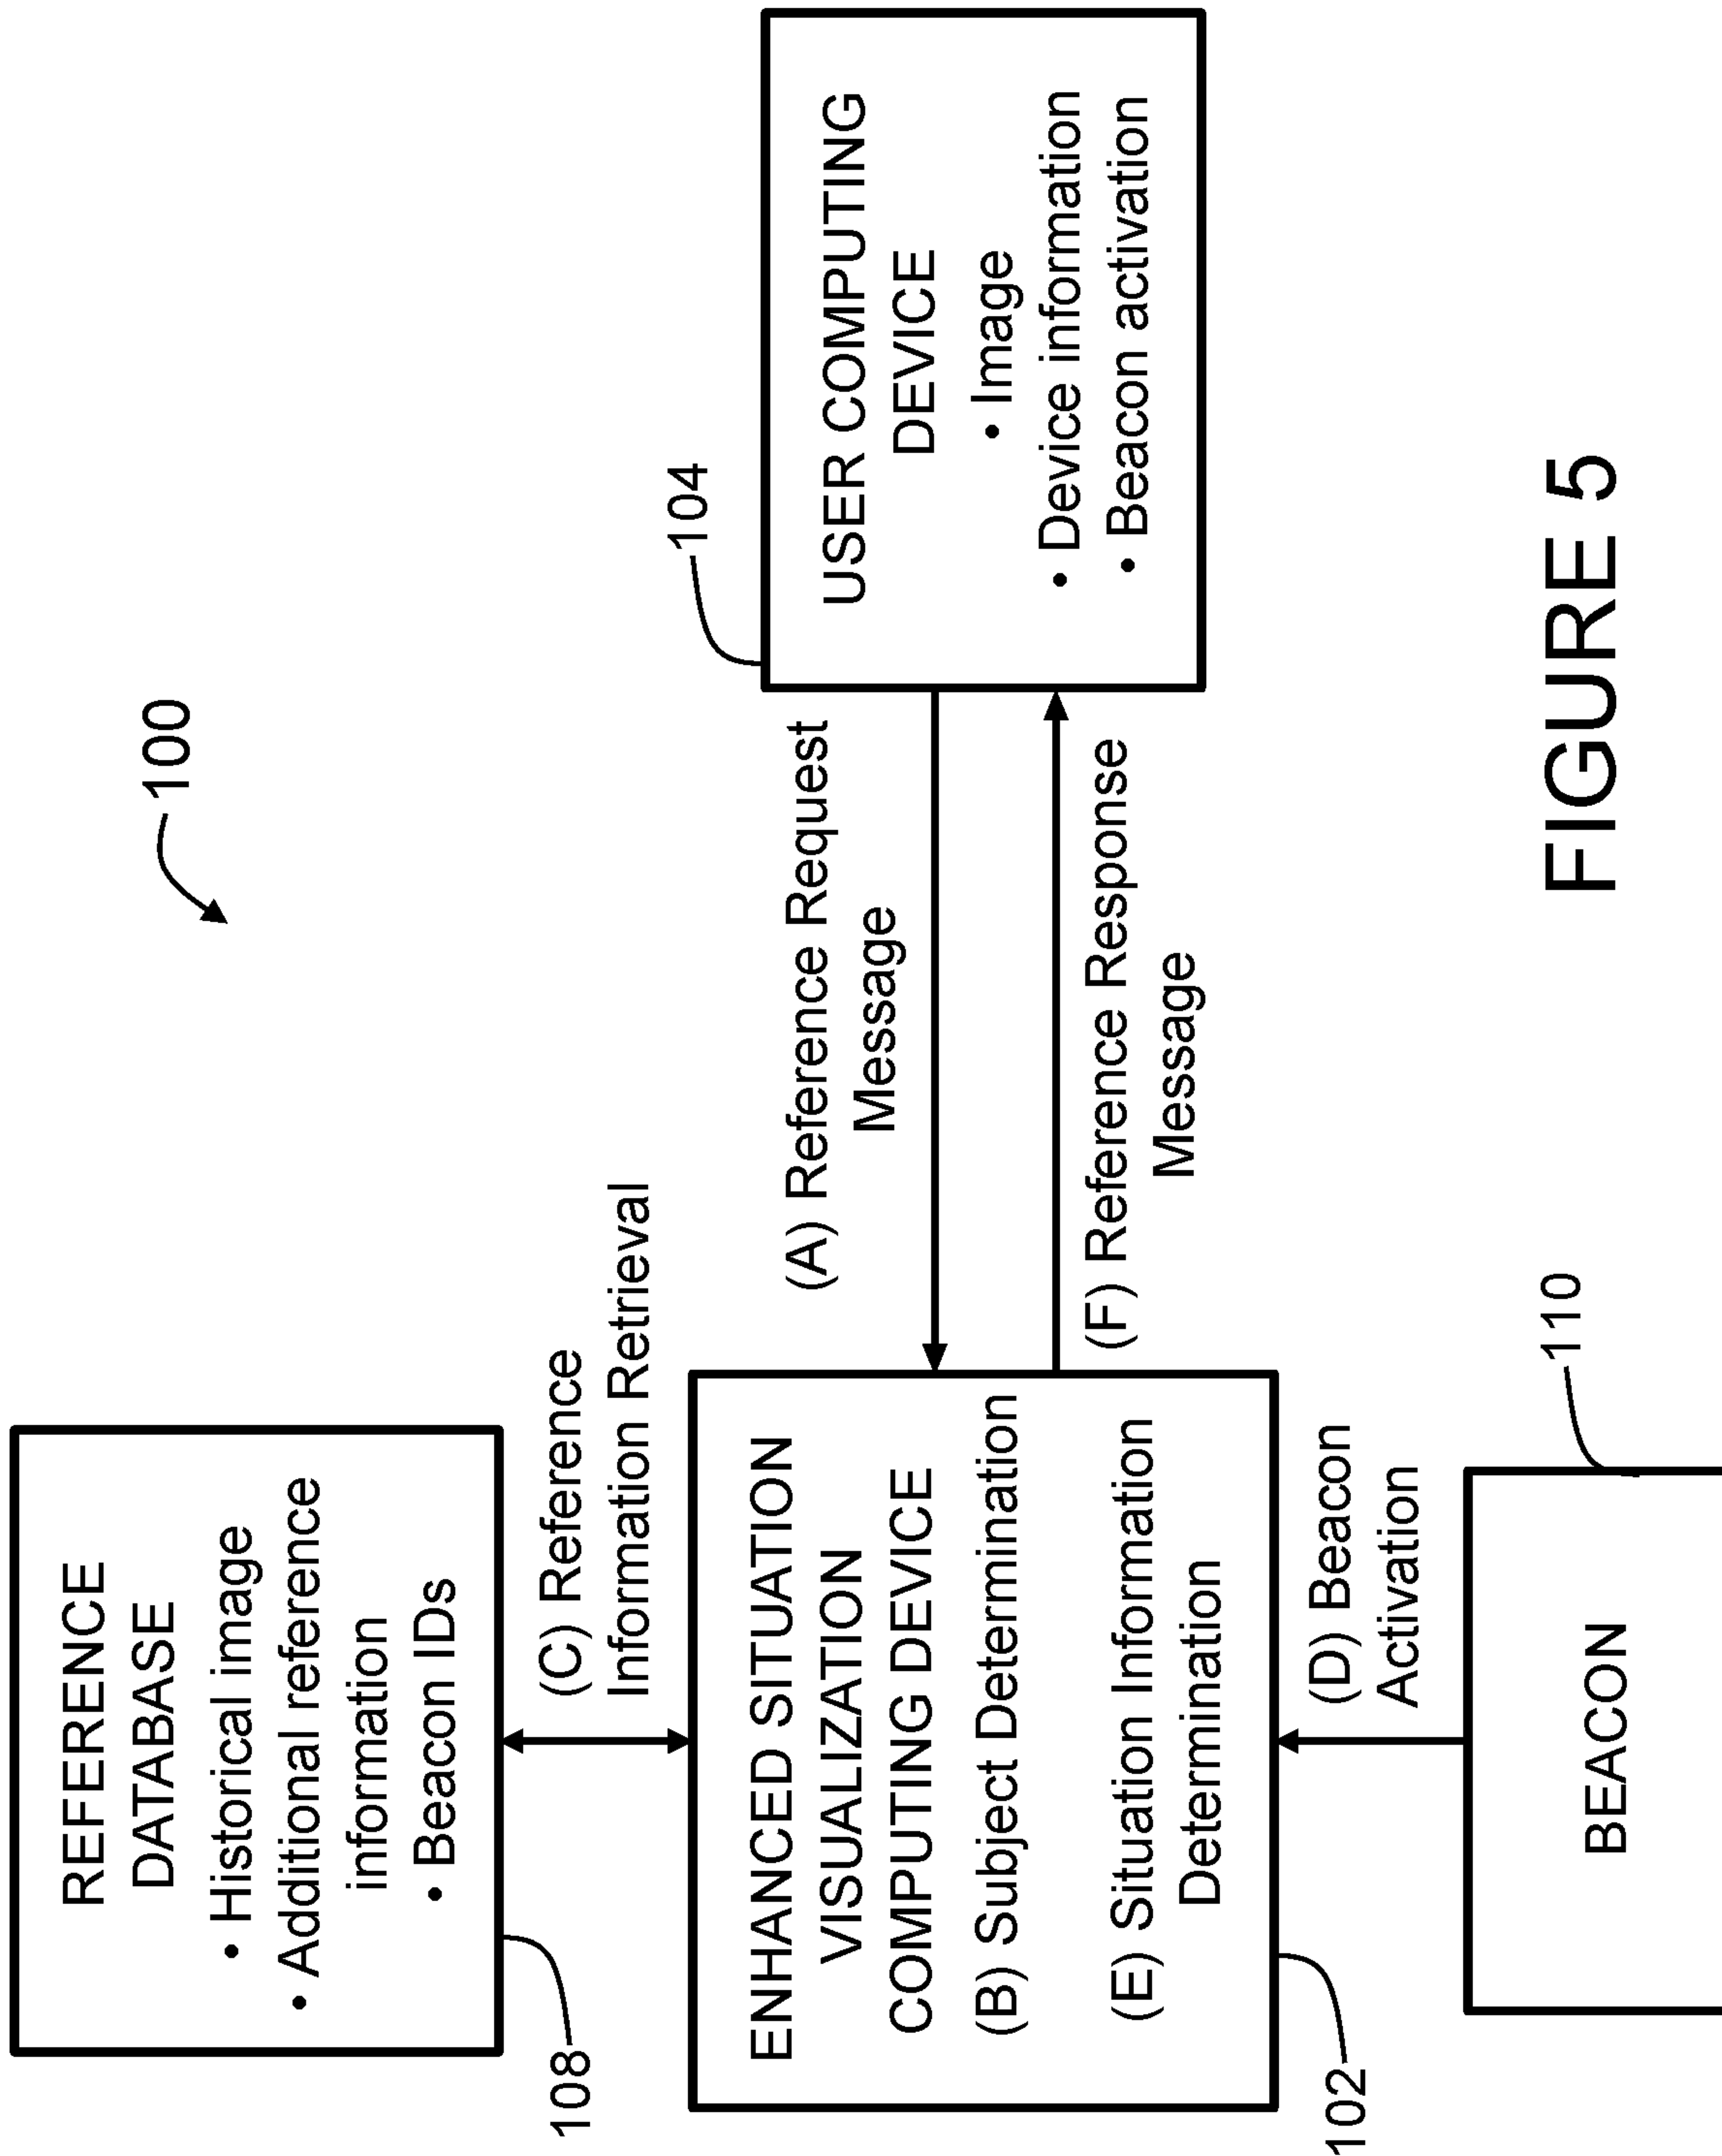 100
REFERENCE
DATABASE
• Historical image
• Additional reference
information
• Beacon IDs
108
(C) Reference
Information Retrieval
ENHANCED SITUATION
VISUALIZATION
COMPUTING DEVICE
(B) Subject Determination
(E) Situation Information
Determination
102
(A) Reference Request
Message
(F) Reference Response
Message
104
USER COMPUTING
DEVICE
• Image
• Device information
• Beacon activation
(D) Beacon
Activation
110
BEACON
FIGURE 5